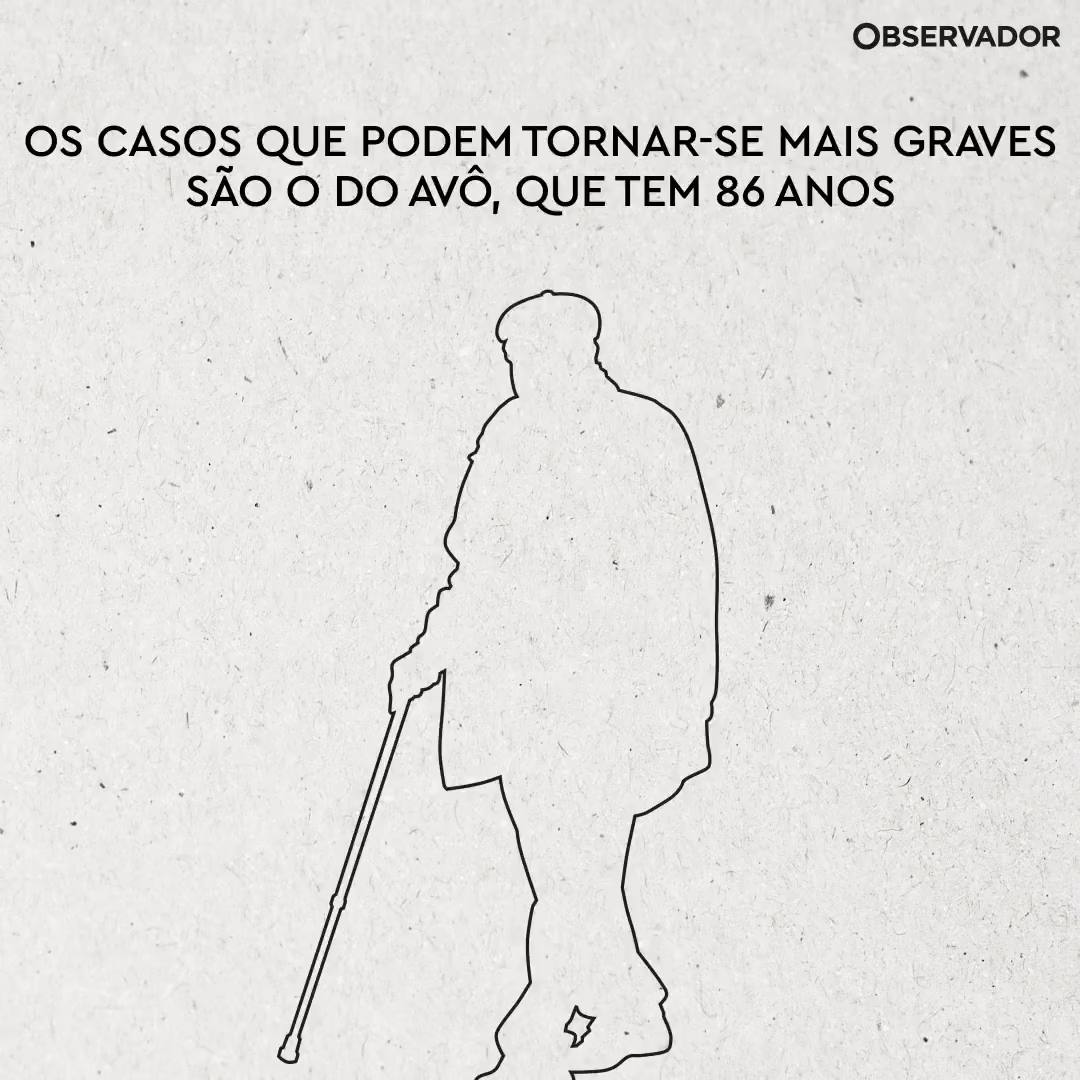 OBSERVADOR
OS CASOS QUE PODEM TORNAR-SE MAIS GRAVES
SÃO O DO AVÔ, QUE TEM 86 ANOS